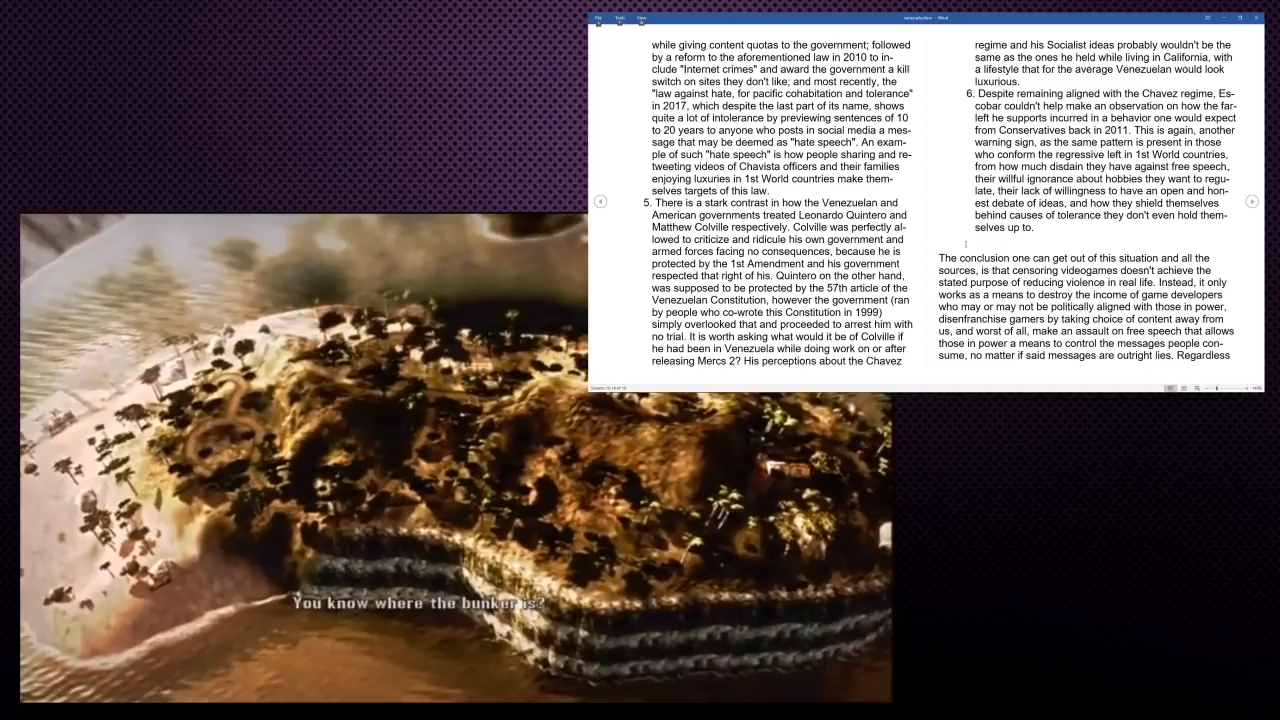 File Tools View
venezuela.docx - Word
while giving content quotas to the government; followed
by a reform to the aforementioned law in 2010 to in-
clude "Internet crimes" and award the government a kill
switch on sites they don't like; and most recently, the
"law against hate, for pacific cohabitation and tolerance"
in 2017, which despite the last part of its name, shows
quite a lot of intolerance by previewing sentences of 10
to 20 years to anyone who posts in social media a mes-
sage that may be deemed as "hate speech". An exam-
ple of such "hate speech" is how people sharing and re-
tweeting videos of Chavista officers and their families
enjoying luxuries in 1st World countries make them-
selves targets of this law.
5. There is a stark contrast in how the Venezuelan and
American governments treated Leonardo Quintero and
Matthew Colville respectively. Colville was perfectly al-
lowed to criticize and ridicule his own government and
armed forces facing no consequences, because he is
protected by the 1st Amendment and his government
respected that right of his. Quintero on the other hand,
was supposed to be protected by the 57th article of the
Venezuelan Constitution, however the government (ran
by people who co-wrote this Constitution in 1999)
simply overlooked that and proceeded to arrest him with
no trial. It is worth asking what would it be of Colville if
he had been in Venezuela while doing work on or after
releasing Mercs 2? His perceptions about the Chavez
regime and his Socialist ideas probably wouldn't be the
same as the ones he held while living in California, with
a lifestyle that for the average Venezuelan would look
luxurious.
6. Despite remaining aligned with the Chavez regime, Es-
cobar couldn't help make an observation on how the far-
left he supports incurred in a behavior one would expect
from Conservatives back in 2011. This is again, another
warning sign, as the same pattern is present in those
who conform the regressive left in 1st World countries,
from how much disdain they have against free speech,
their willful ignorance about hobbies they want to regu-
late, their lack of willingness to have an open and hon-
est debate of ideas, and how they shield themselves
behind causes of tolerance they don't even hold them-
selves up to.
The conclusion one can get out of this situation and all the
sources, is that censoring videogames doesn't achieve the
stated purpose of reducing violence in real life. Instead, it only
works as a means to destroy the income of game developers
who may or may not be politically aligned with those in power,
disenfranchise gamers by taking choice of content away from
us, and worst of all, make an assault on free speech that allows
those in power a means to control the messages people con-
sume, no matter if said messages are outright lies. Regardless
You know where the bunker is?